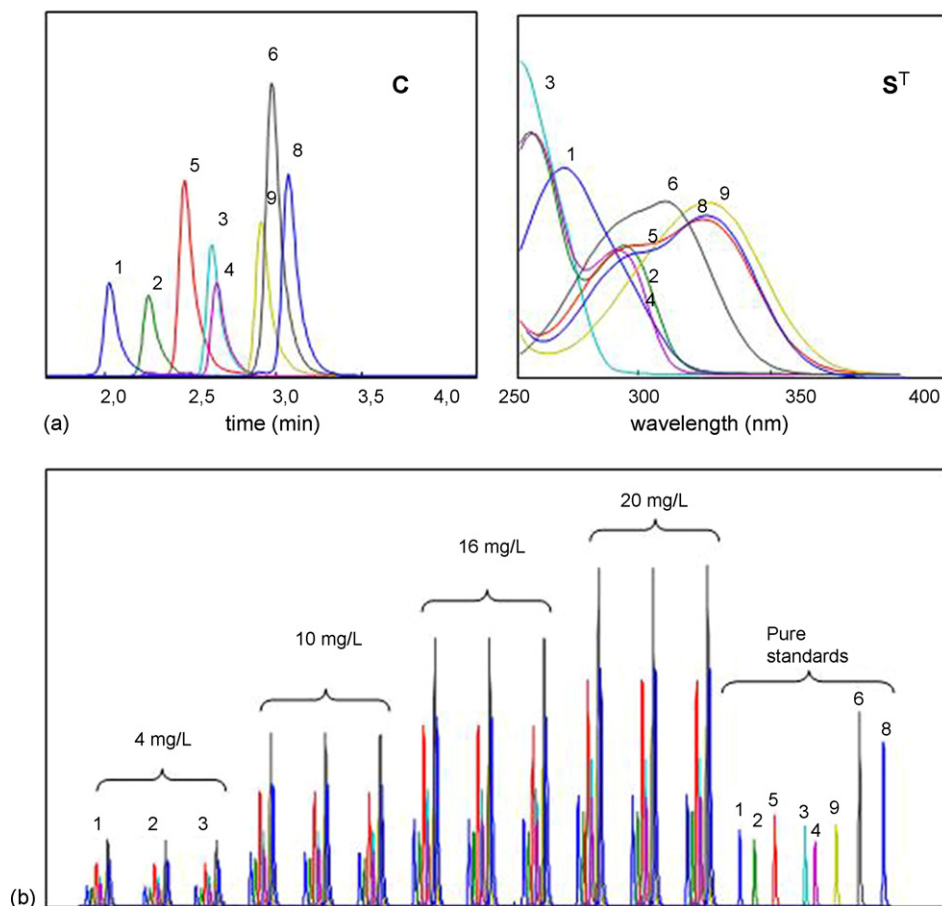 C
6
5
8
3
9
4
1
2
2,0 2,5 3,0 3,5 4,0
(a) time (min)
S^T
3
1
6
9
8
5
2
4
250 300 350 400
wavelength (nm)
20 mg/L
16 mg/L
10 mg/L
Pure
standards
4 mg/L
1 2 3
6
8
1 2 5 3 4 9
(b)